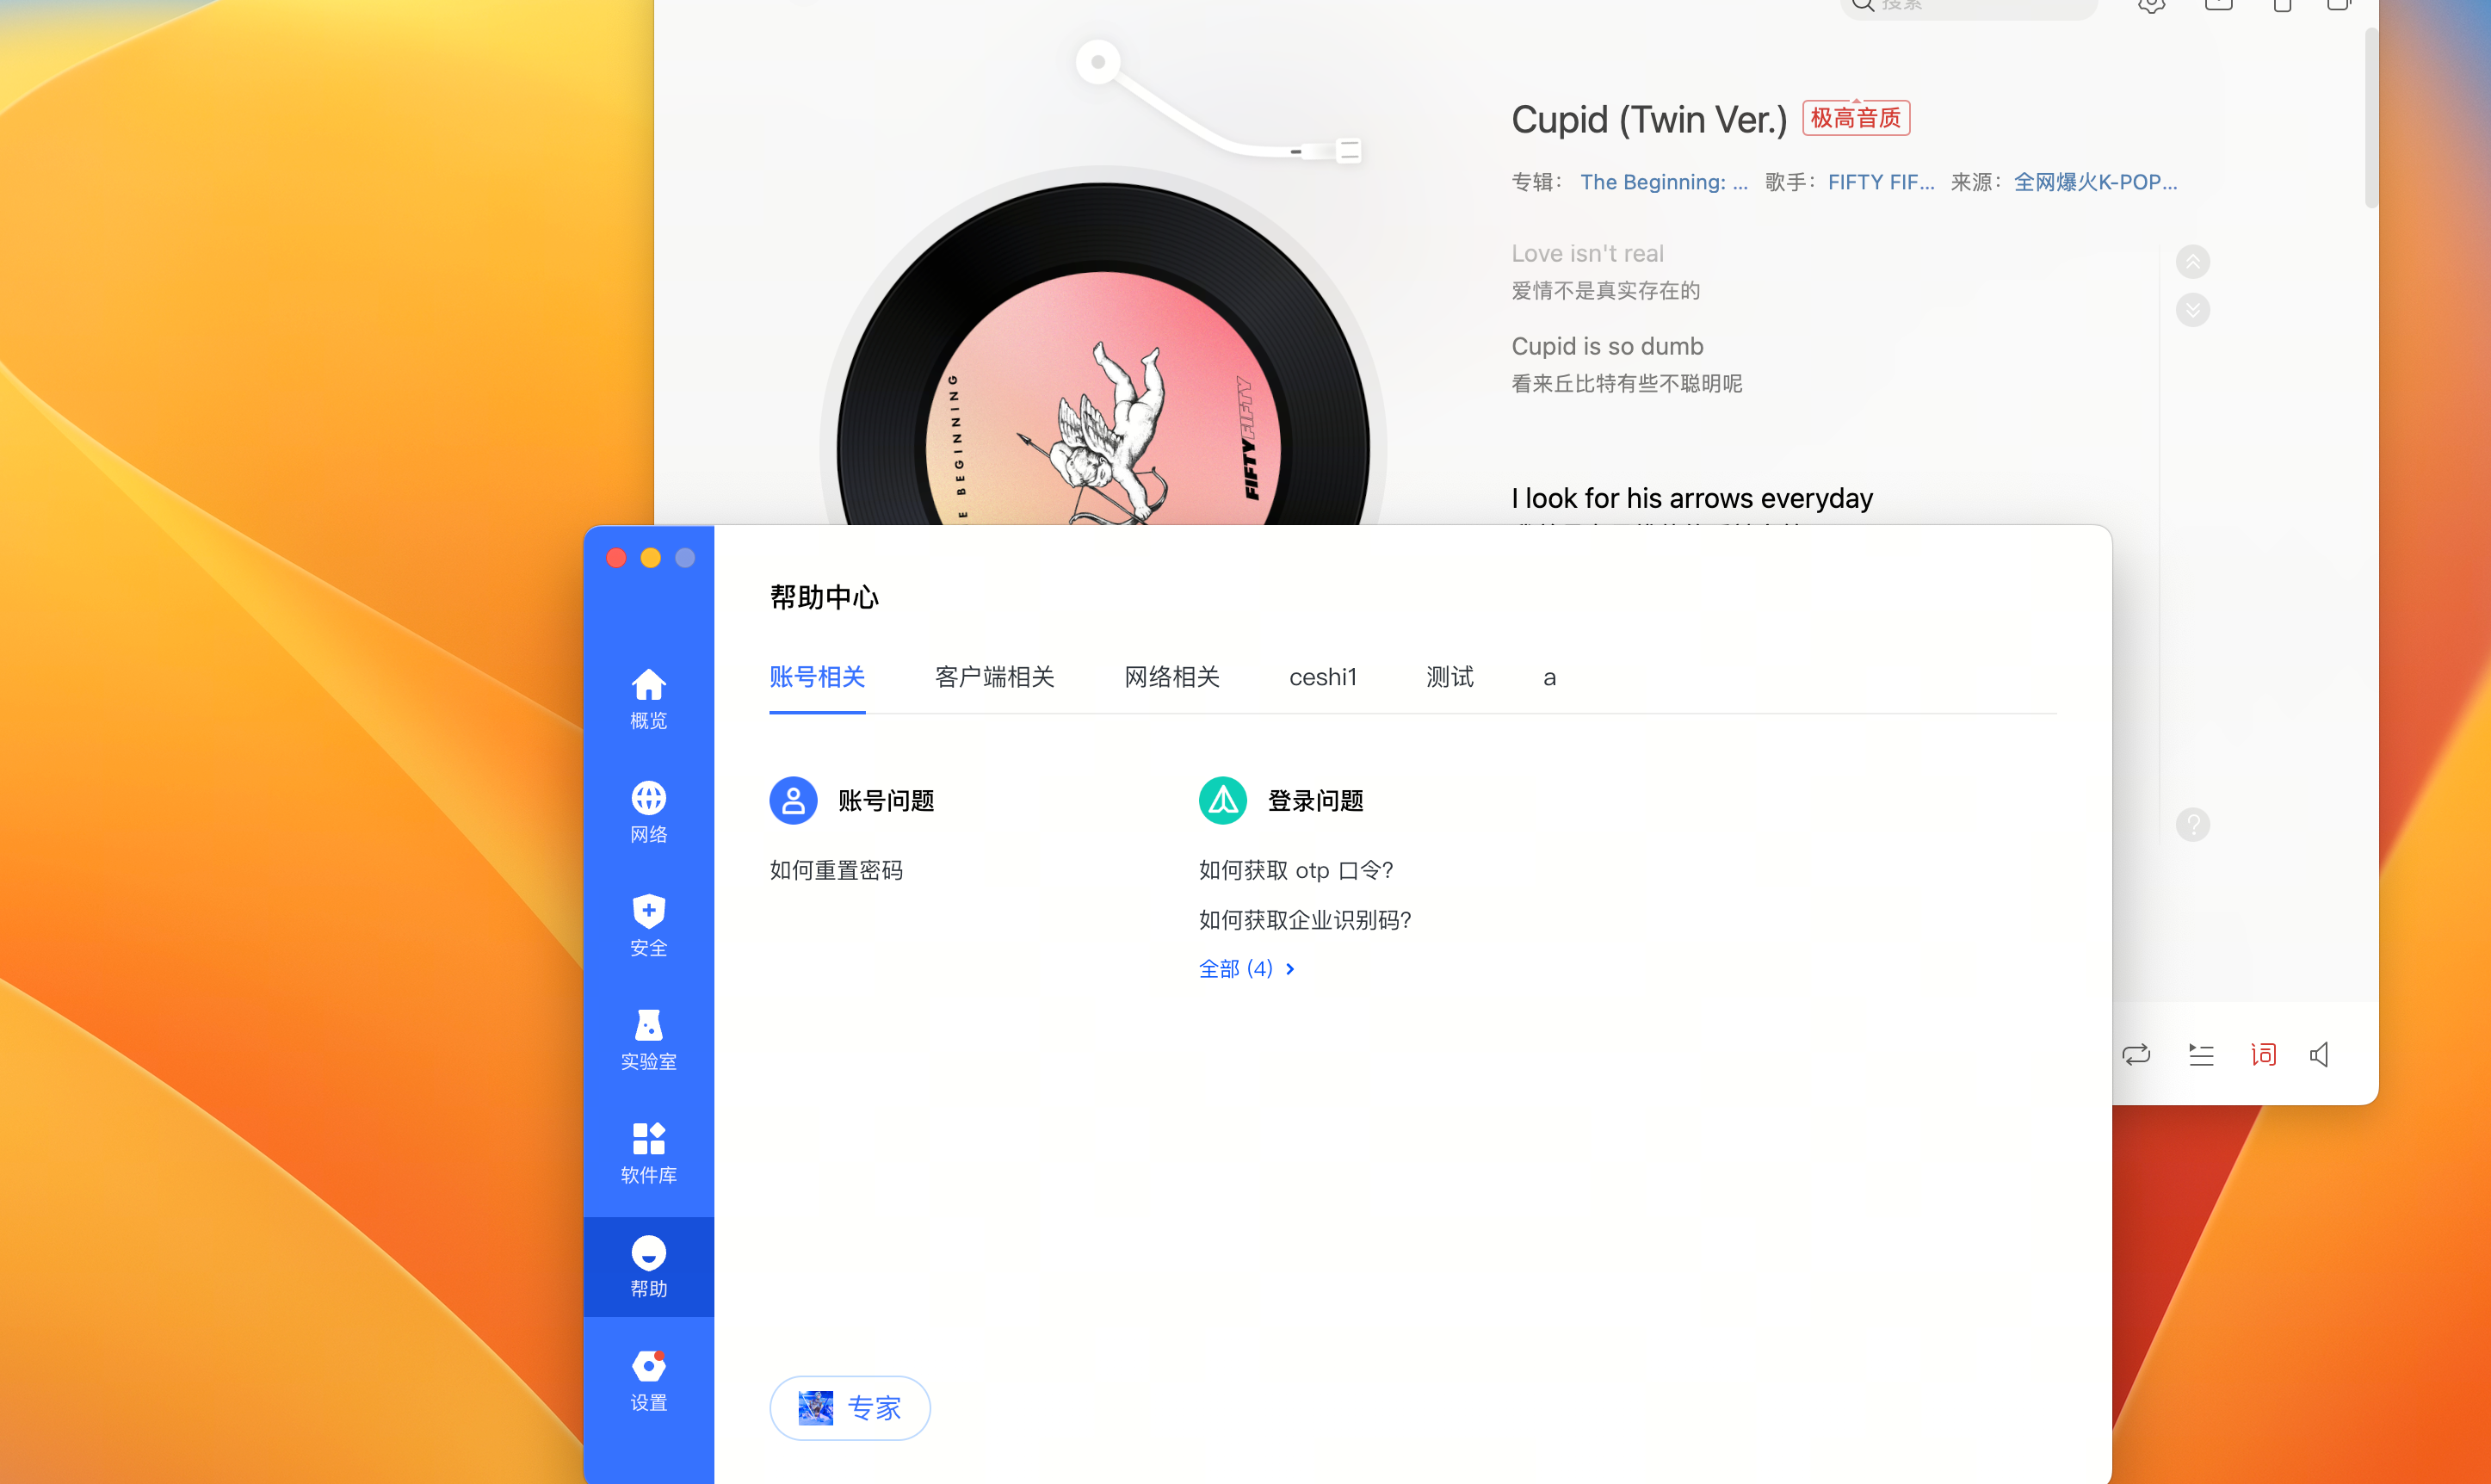 搜索
Cupid (Twin Ver.) 极高音质
专辑： The Beginning: ... 歌手： FIFTY FIF... 来源： 全网爆火K-POP...
Love isn't real
爱情不是真实存在的
Cupid is so dumb
看来丘比特有些不聪明呢
I look for his arrows everyday
BEGINNING
FIFTYFIFTY
词
概览
网络
安全
实验室
软件库
帮助
设置
帮助中心
账号相关 客户端相关 网络相关 ceshi1 测试 a
账号问题
如何重置密码
登录问题
如何获取 otp 口令?
如何获取企业识别码?
全部 (4)
专家